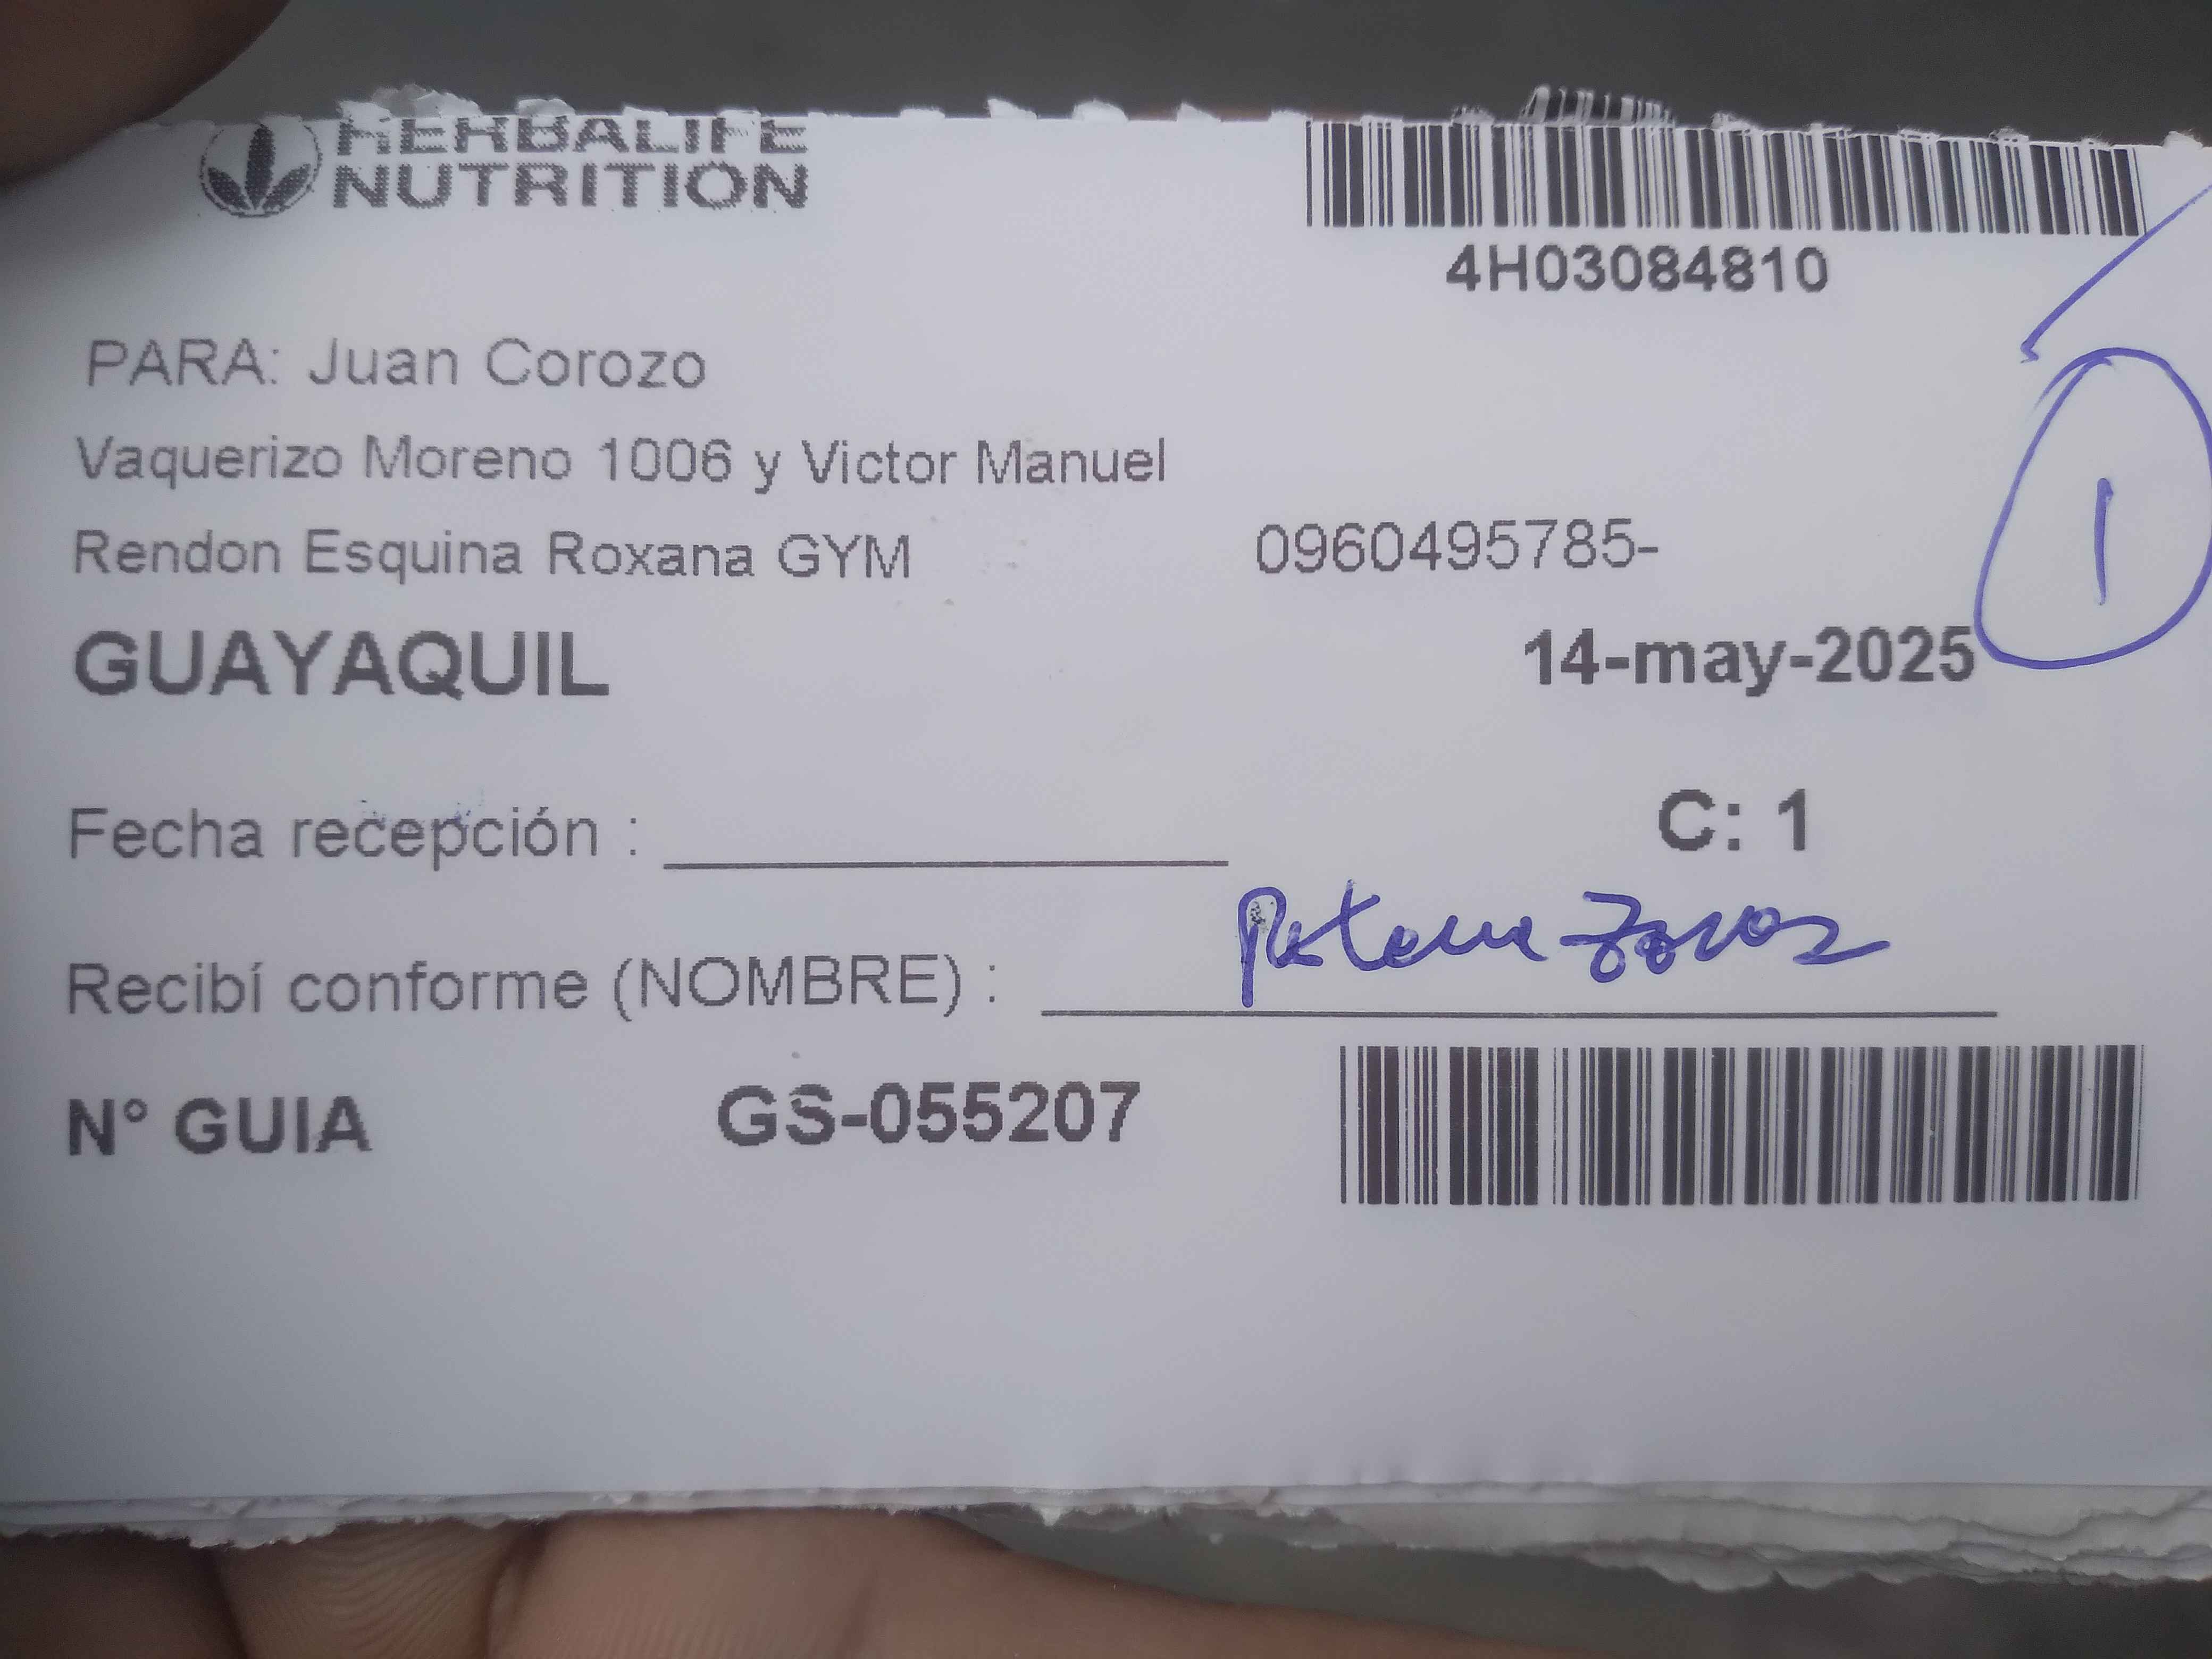 HERBALIFE
NUTRITION
4H03084810
PARA: Juan Corozo
Vaquerizo Moreno 1006 y Victor Manuel
Rendon Esquina Roxana GYM 0960495785-
1
GUAYAQUIL 14-may-2025
Fecha recepción : C: 1
Recibí conforme (NOMBRE) :
N° GUIA GS-055207